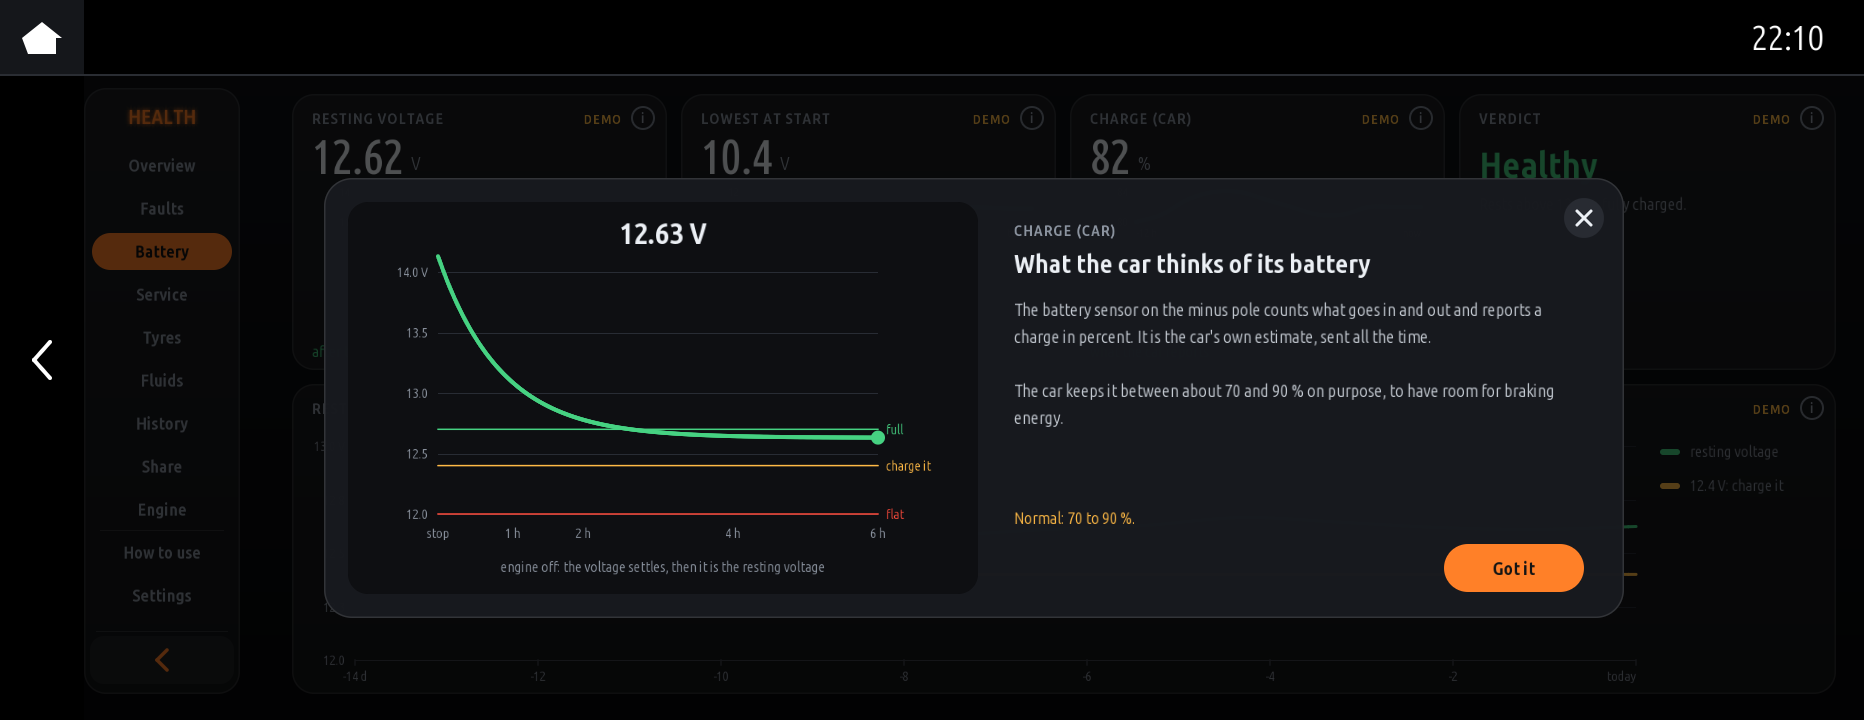 22:10
HEALTH
Overview
Faults
Battery
Service
Tyres
Fluids
History
Share
Engine
How to use
Settings
RESTING VOLTAGE
DEMO
i
12.62 V
LOWEST AT START
DEMO
i
10.4 V
CHARGE (CAR)
DEMO
i
82 %
VERDICT
DEMO
i
Healthy
charged.
12.63 V
14.0 V
13.5
13.0
12.5
12.0
full
charge it
flat
stop
1 h
2 h
4 h
6 h
engine off: the voltage settles, then it is the resting voltage
CHARGE (CAR)
What the car thinks of its battery
The battery sensor on the minus pole counts what goes in and out and reports a
charge in percent. It is the car's own estimate, sent all the time.
The car keeps it between about 70 and 90 % on purpose, to have room for braking
energy.
Normal: 70 to 90 %.
Got it
DEMO
i
resting voltage
12.4 V: charge it
12.0
-14 d
-12
-10
-8
-6
-4
-2
today